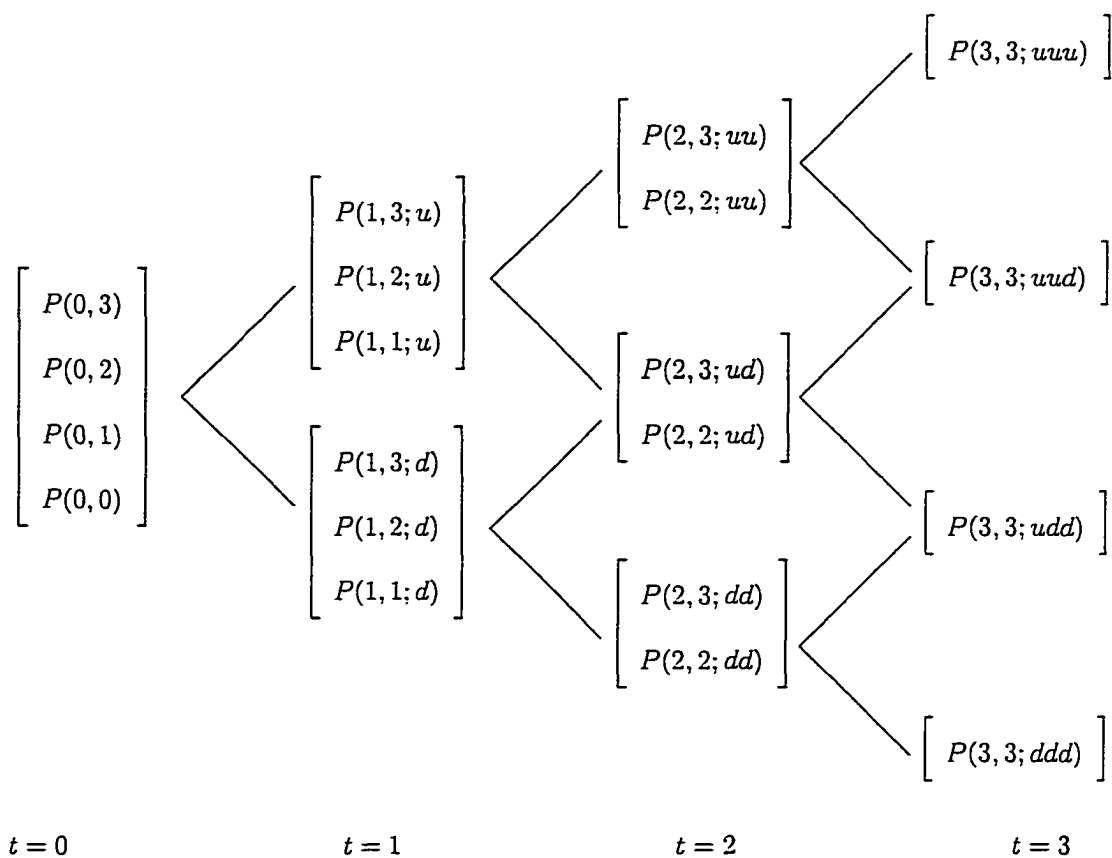 P(0,3)
P(0,2)
P(0,1)
P(0,0)
P(1,3;u)
P(1,2;u)
P(1,1;u)
P(1,3;d)
P(1,2;d)
P(1,1;d)
P(2,3;uu)
P(2,2;uu)
P(2,3;ud)
P(2,2;ud)
P(2,3;dd)
P(2,2;dd)
P(3,3;uuu)
P(3,3;uud)
P(3,3;udd)
P(3,3;ddd)
t = 0 t = 1 t = 2 t = 3